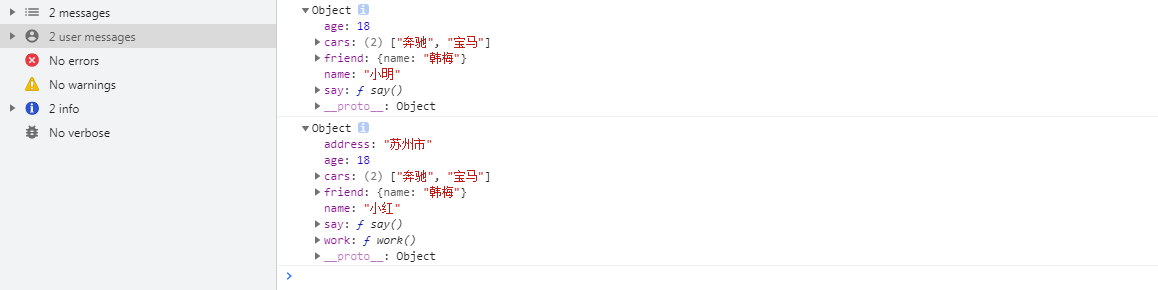 2 messages
2 user messages
No errors
No warnings
2 info
No verbose
Object i
age: 18
cars: (2) ["奔驰", "宝马"]
friend: {name: "韩梅"}
name: "小明"
say: ƒ say()
__proto__: Object
Object i
address: "苏州市"
age: 18
cars: (2) ["奔驰", "宝马"]
friend: {name: "韩梅"}
name: "小红"
say: ƒ say()
work: ƒ work()
__proto__: Object